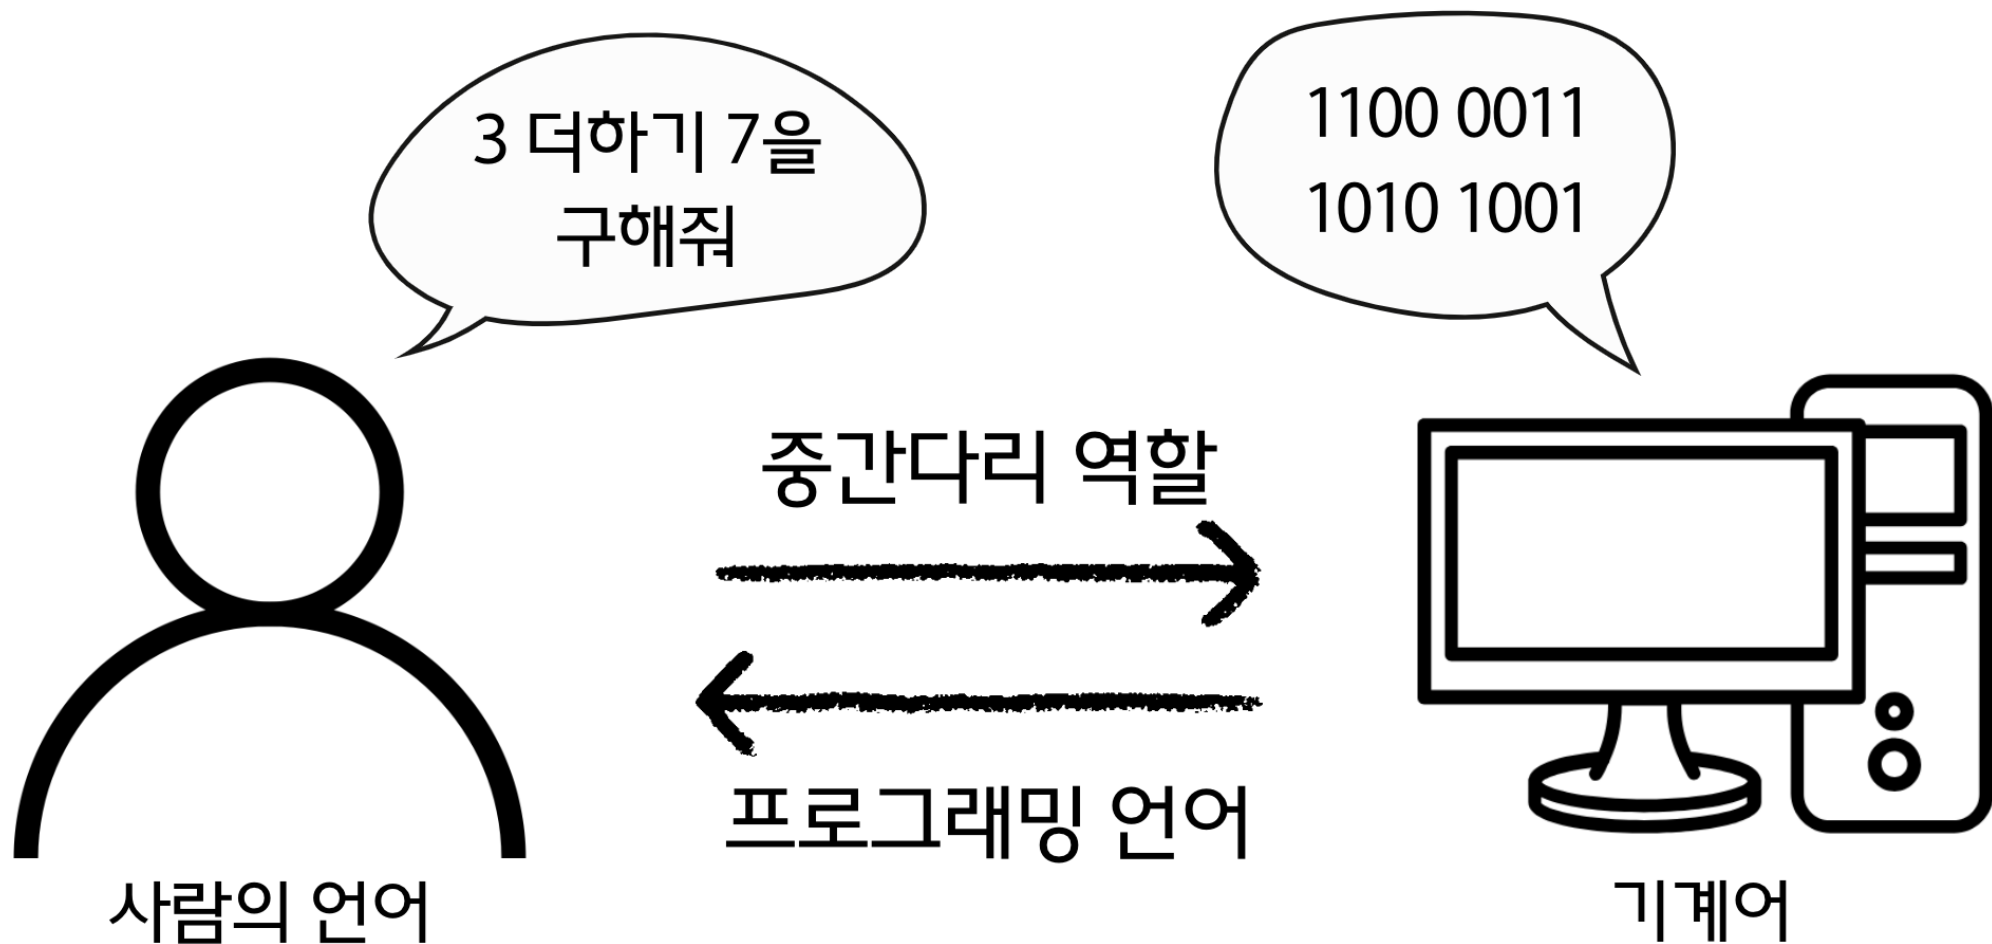 3 더하기 7을
구해줘
1100 0011
1010 1001
중간다리 역할
프로그래밍 언어
사람의 언어
기계어